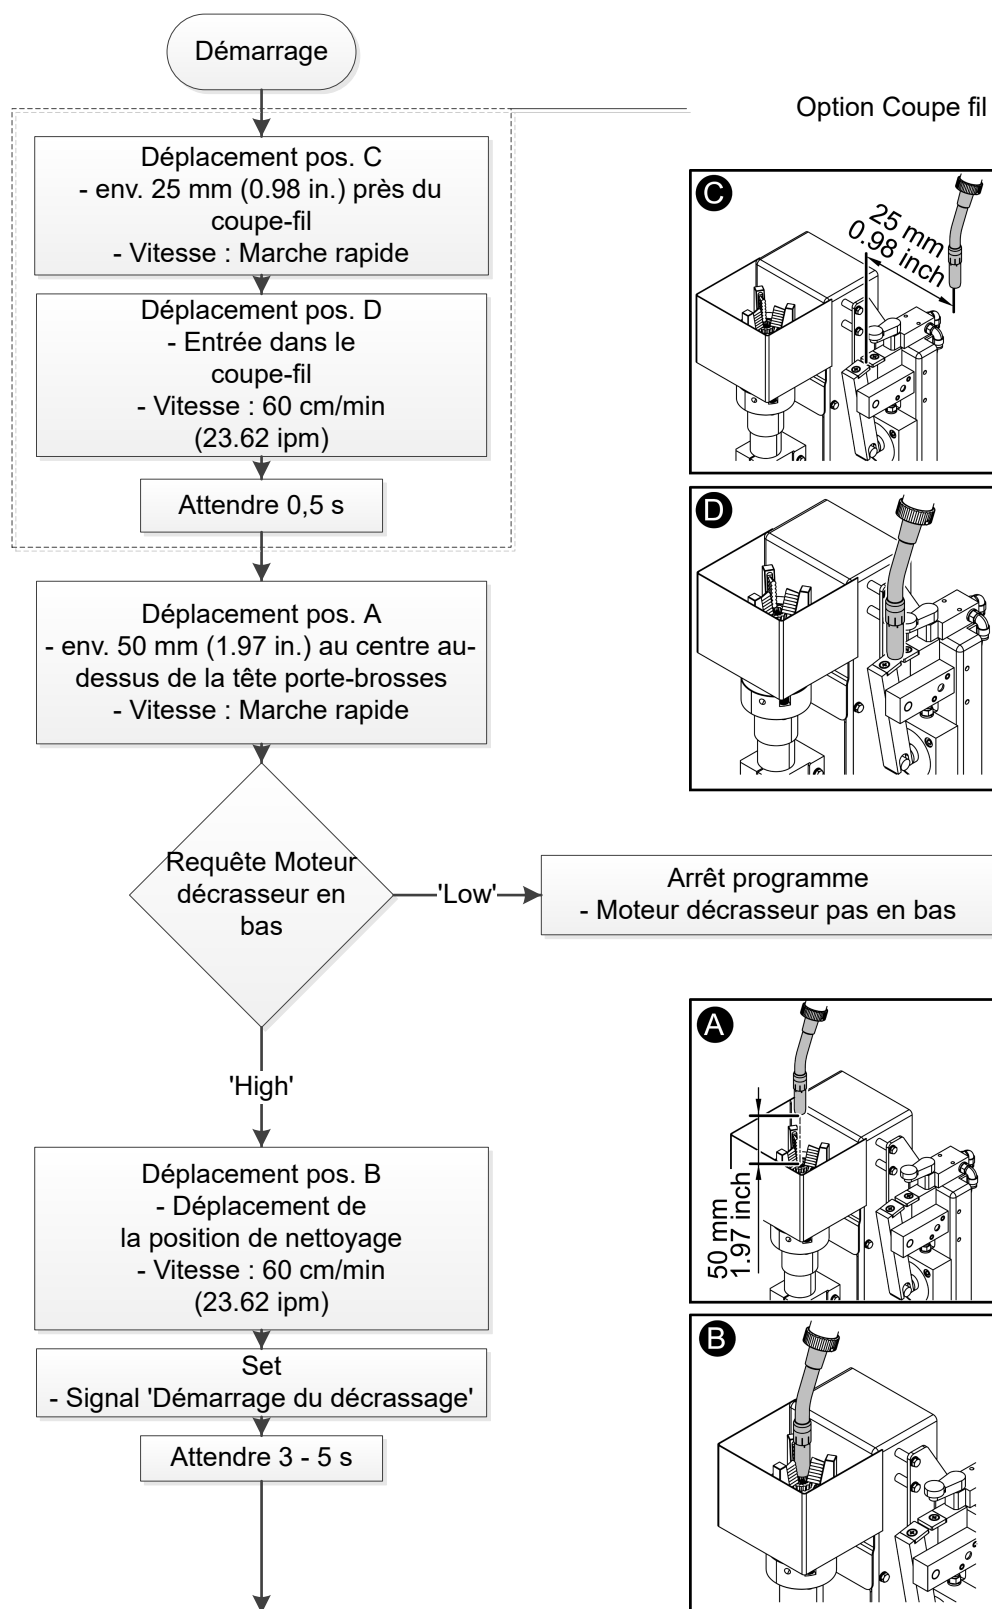 Démarrage
Option Coupe fil
Déplacement pos. C
- env. 25 mm (0.98 in.) près du
coupe-fil
- Vitesse : Marche rapide
Déplacement pos. D
- Entrée dans le
coupe-fil
- Vitesse : 60 cm/min
(23.62 ipm)
Attendre 0,5 s
C
25 mm
0.98 inch
D
Déplacement pos. A
- env. 50 mm (1.97 in.) au centre au-
dessus de la tête porte-brosses
- Vitesse : Marche rapide
Requête Moteur
décrasseur en
bas
'Low'
Arrêt programme
- Moteur décrasseur pas en bas
'High'
A
50 mm
1.97 inch
Déplacement pos. B
- Déplacement de
la position de nettoyage
- Vitesse : 60 cm/min
(23.62 ipm)
Set
- Signal 'Démarrage du décrassage'
Attendre 3 - 5 s
B